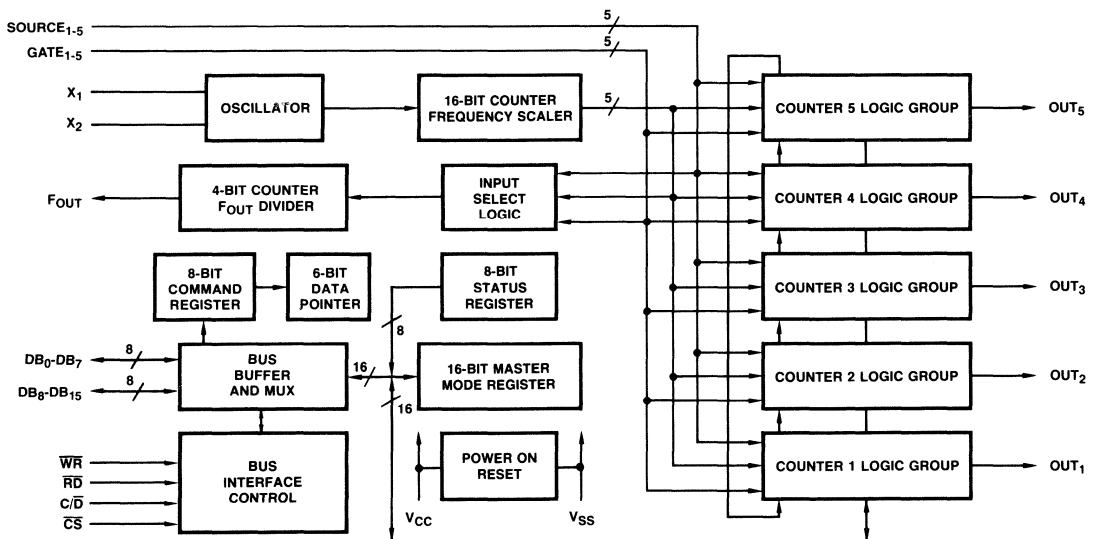 SOURCE1-5
5
GATE1-5
5
X1
X2
OSCILLATOR
16-BIT COUNTER
FREQUENCY SCALER
5
COUNTER 5 LOGIC GROUP
OUT5
FOUT
4-BIT COUNTER
FOUT DIVIDER
INPUT
SELECT
LOGIC
COUNTER 4 LOGIC GROUP
OUT4
8-BIT
COMMAND
REGISTER
6-BIT
DATA
POINTER
8-BIT
STATUS
REGISTER
8
COUNTER 3 LOGIC GROUP
OUT3
DB0-DB7
8
DB8-DB15
8
BUS
BUFFER
AND MUX
16
16
16-BIT MASTER
MODE REGISTER
COUNTER 2 LOGIC GROUP
OUT2
W̅R̅
R̅D̅
C/D̅
C̅S̅
BUS
INTERFACE
CONTROL
POWER ON
RESET
VCC
VSS
COUNTER 1 LOGIC GROUP
OUT1